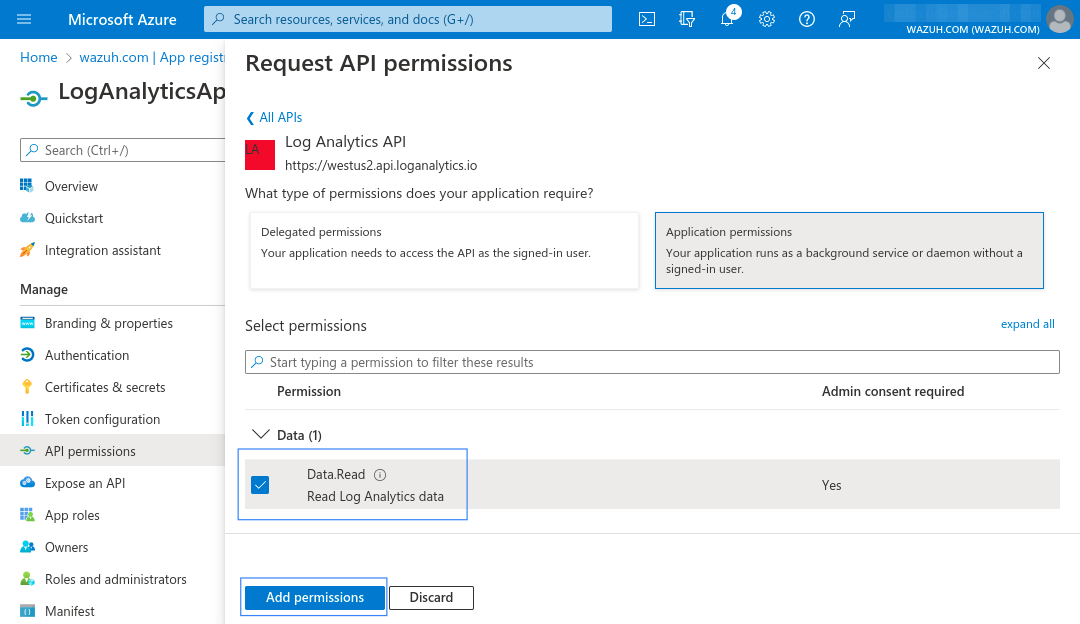 Microsoft Azure
Search resources, services, and docs (G+/)
4
WAZUH.COM (WAZUH.COM)
Home > wazuh.com | App registr
LogAnalyticsAp
Search (Ctrl+/)
Overview
Quickstart
Integration assistant
Manage
Branding & properties
Authentication
Certificates & secrets
Token configuration
API permissions
Expose an API
App roles
Owners
Roles and administrators
Manifest
Request API permissions
All APIs
LA
Log Analytics API
https://westus2.api.loganalytics.io
What type of permissions does your application require?
Delegated permissions
Your application needs to access the API as the signed-in user.
Application permissions
Your application runs as a background service or daemon without a
signed-in user.
Select permissions
expand all
Start typing a permission to filter these results
Permission Admin consent required
Data (1)
Data.Read
Read Log Analytics data
Yes
Add permissions
Discard